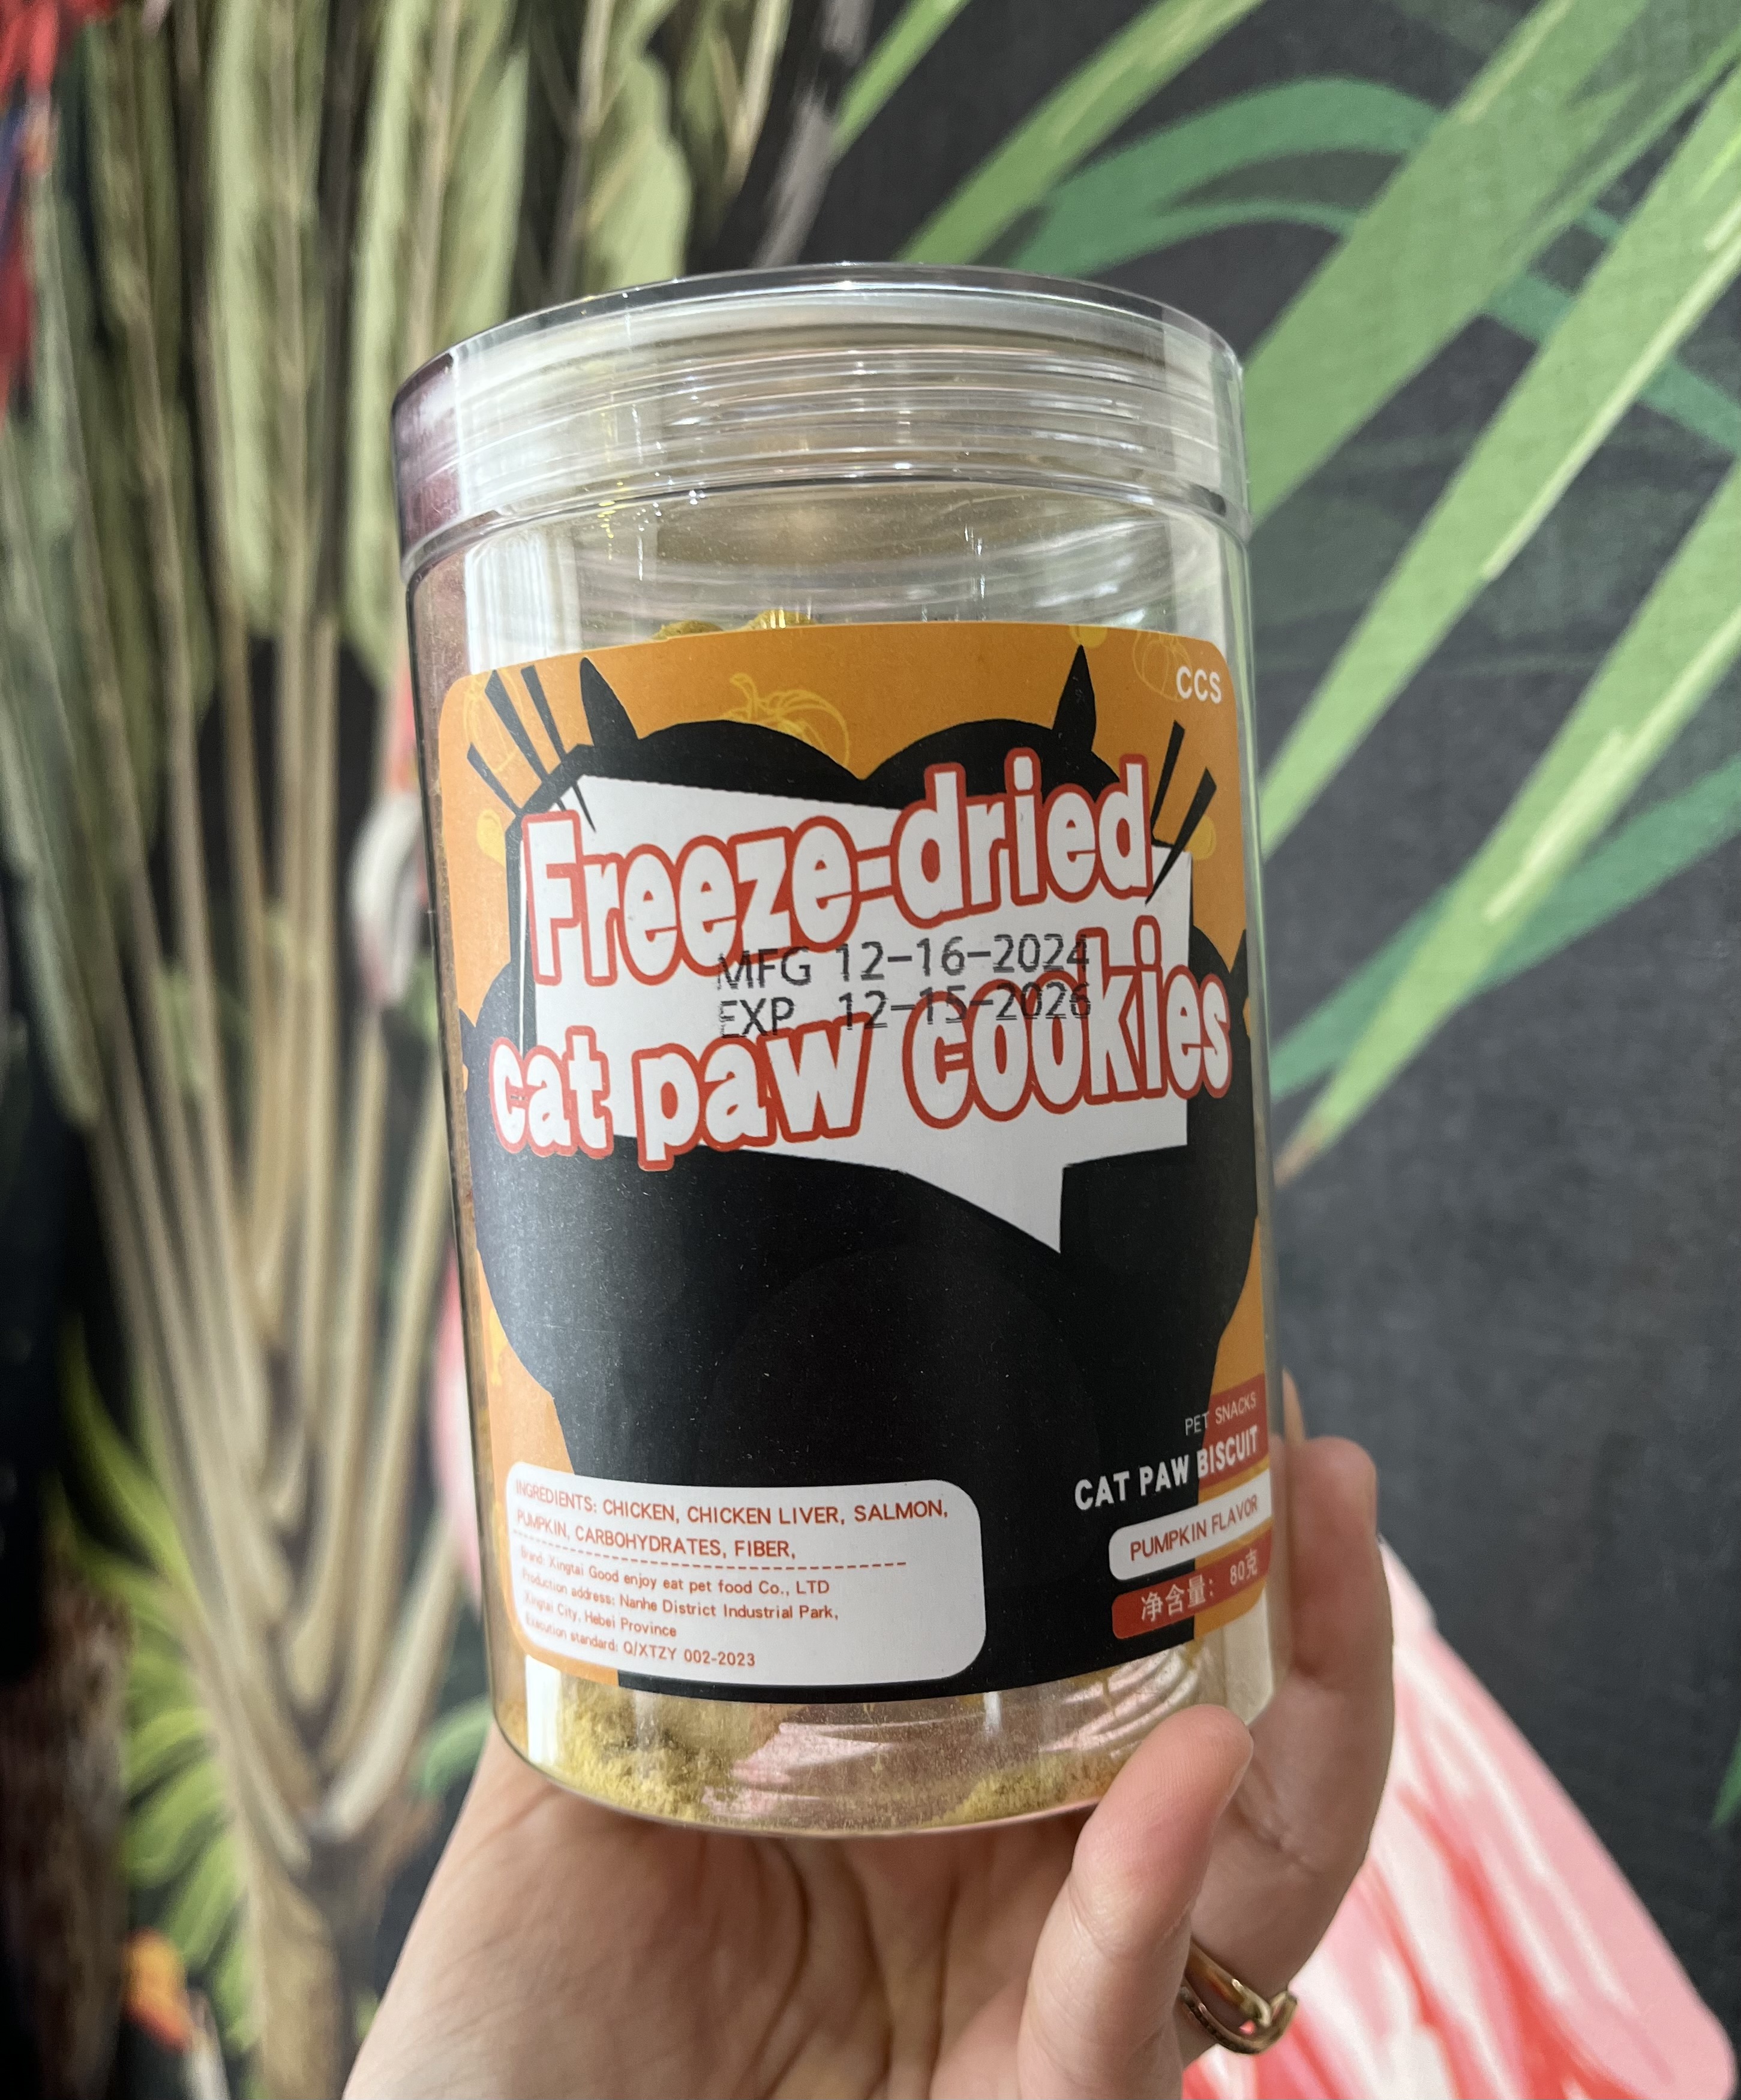 CCS
Freeze-dried
MFG 12-16-2024
EXP 12-15-2026
cat paw cookies
PET SNACKS
CAT PAW BISCUIT
PUMPKIN FLAVOR
净含量: 80克
INGREDIENTS: CHICKEN, CHICKEN LIVER, SALMON,
PUMPKIN, CARBOHYDRATES, FIBER,
Brand: Xingtai Good enjoy eat pet food Co., LTD
Production address: Nanhe District Industrial Park,
Xingtai City, Hebei Province
Execution standard: Q/XTZY 002-2023